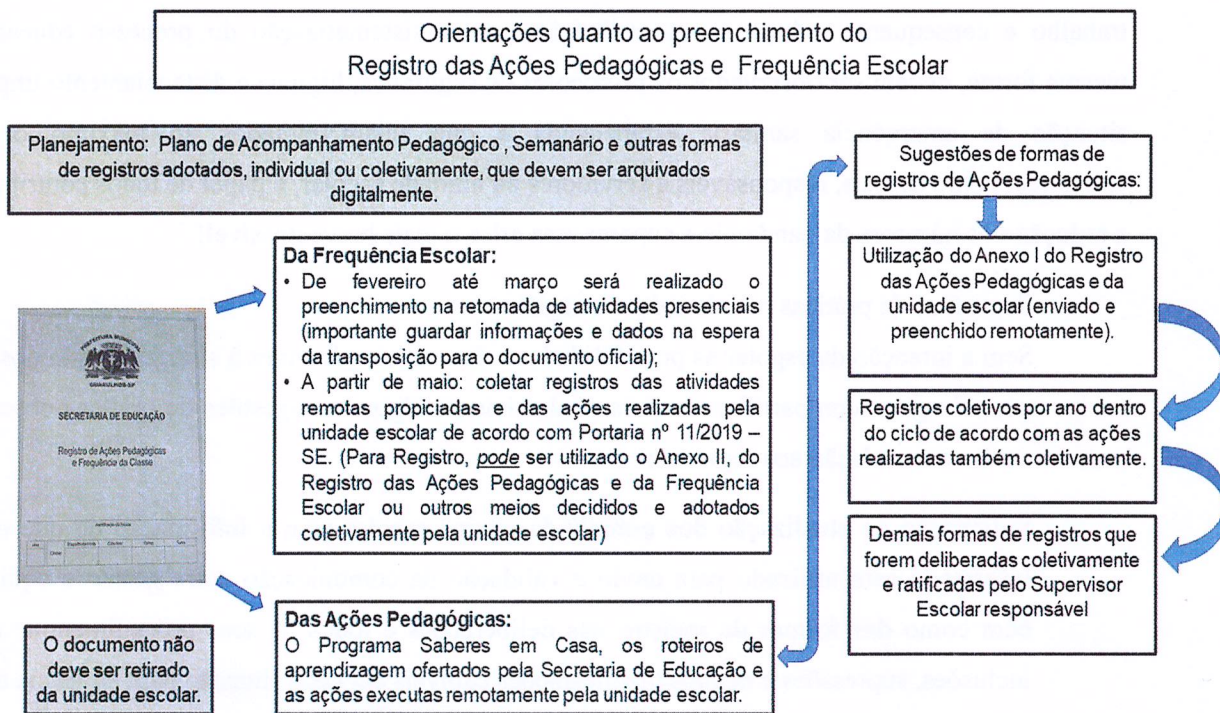 Orientações quanto ao preenchimento do
Registro das Ações Pedagógicas e Frequência Escolar
Planejamento: Plano de Acompanhamento Pedagógico, Semanário e outras formas
de registros adotados, individual ou coletivamente, que devem ser arquivados
digitalmente.
PREFEITURA MUNICIPAL
GUARULHOS-SP
SECRETARIA DE EDUCAÇÃO
Registro de Ações Pedagógicas
e Frequência da Classe
O documento não
deve ser retirado
da unidade escolar.
Da Frequência Escolar:
• De fevereiro até março será realizado o
preenchimento na retomada de atividades presenciais
(importante guardar informações e dados na espera
da transposição para o documento oficial);
• A partir de maio: coletar registros das atividades
remotas propiciadas e das ações realizadas pela
unidade escolar de acordo com Portaria nº 11/2019 –
SE. (Para Registro, pode ser utilizado o Anexo II, do
Registro das Ações Pedagógicas e da Frequência
Escolar ou outros meios decididos e adotados
coletivamente pela unidade escolar)
Das Ações Pedagógicas:
O Programa Saberes em Casa, os roteiros de
aprendizagem ofertados pela Secretaria de Educação e
as ações executas remotamente pela unidade escolar.
Sugestões de formas de
registros de Ações Pedagógicas:
Utilização do Anexo I do Registro
das Ações Pedagógicas e da
unidade escolar (enviado e
preenchido remotamente).
Registros coletivos por ano dentro
do ciclo de acordo com as ações
realizadas também coletivamente.
Demais formas de registros que
forem deliberadas coletivamente
e ratificadas pelo Supervisor
Escolar responsável